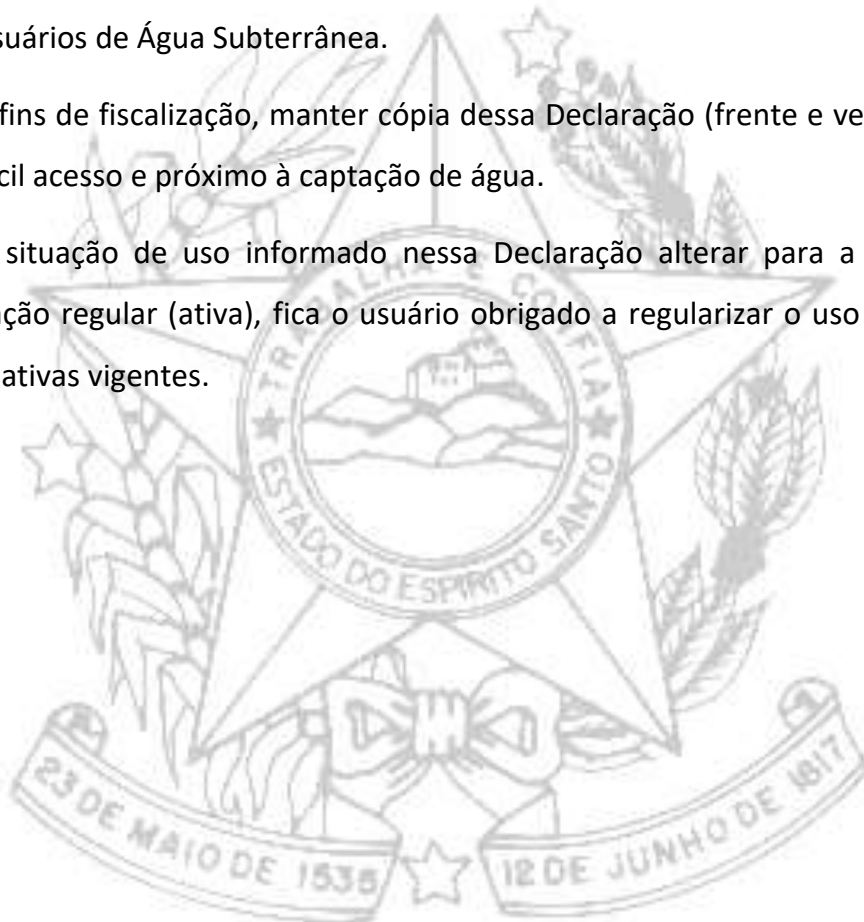 suários de Água Subterrânea.
fins de fiscalização, manter cópia dessa Declaração (frente e ve
cil acesso e próximo à captação de água.
situação de uso informado nessa Declaração alterar para a
ção regular (ativa), fica o usuário obrigado a regularizar o uso
ativas vigentes.
TRABALHA E CONFIA
ESTADO DO ESPIRITO SANTO
23 DE MAIO DE 1535
12 DE JUNHO DE 1817